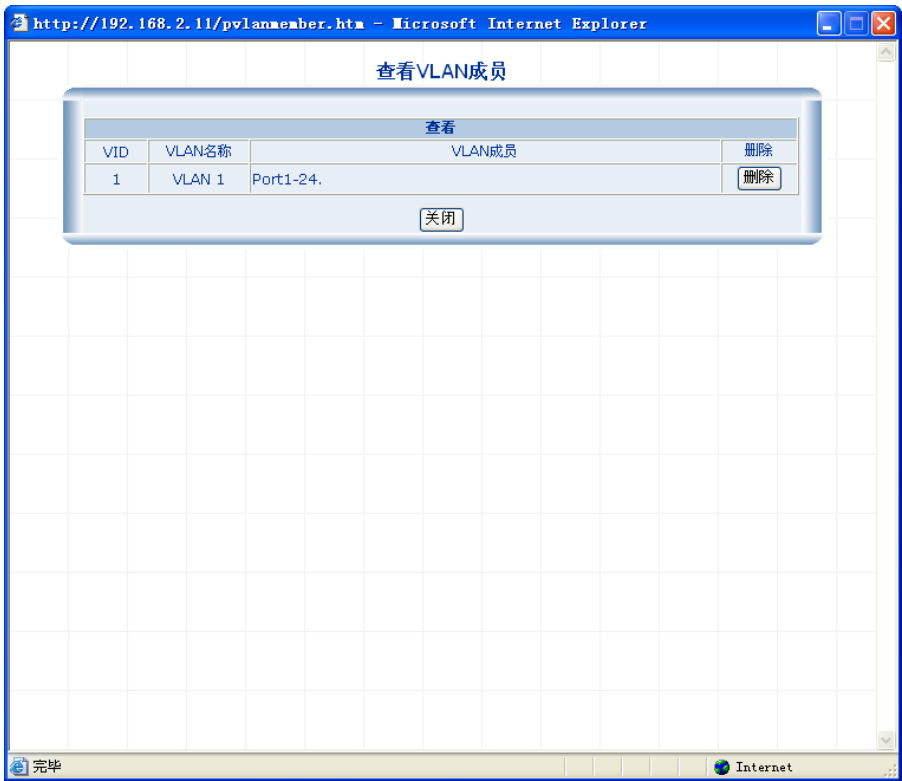 http://192.168.2.11/pvlanmember.htm - Microsoft Internet Explorer
查看VLAN成员
查看
VID VLAN名称 VLAN成员 删除
1 VLAN 1 Port1-24. 删除
关闭
完毕 Internet